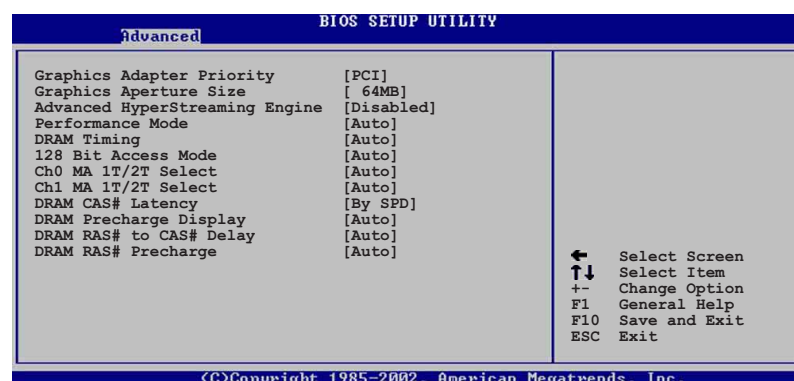 BIOS SETUP UTILITY
Advanced
Graphics Adapter Priority [PCI]
Graphics Aperture Size [ 64MB]
Advanced HyperStreaming Engine [Disabled]
Performance Mode [Auto]
DRAM Timing [Auto]
128 Bit Access Mode [Auto]
Ch0 MA 1T/2T Select [Auto]
Ch1 MA 1T/2T Select [Auto]
DRAM CAS# Latency [By SPD]
DRAM Precharge Display [Auto]
DRAM RAS# to CAS# Delay [Auto]
DRAM RAS# Precharge [Auto]
← Select Screen
↑↓ Select Item
+- Change Option
F1 General Help
F10 Save and Exit
ESC Exit
(C)Copyright 1985-2002, American Megatrends, Inc.